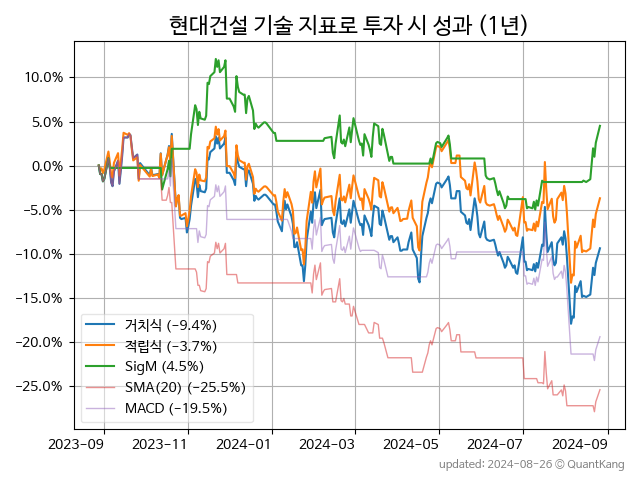 현대건설 기술 지표로 투자 시 성과 (1년)
10.0%
5.0%
0.0%
−5.0%
−10.0%
−15.0%
−20.0%
−25.0%
거치식 (−9.4%)
적립식 (−3.7%)
SigM (4.5%)
SMA(20) (−25.5%)
MACD (−19.5%)
2023-09 2023-11 2024-01 2024-03 2024-05 2024-07 2024-09
updated: 2024-08-26 © QuantKang